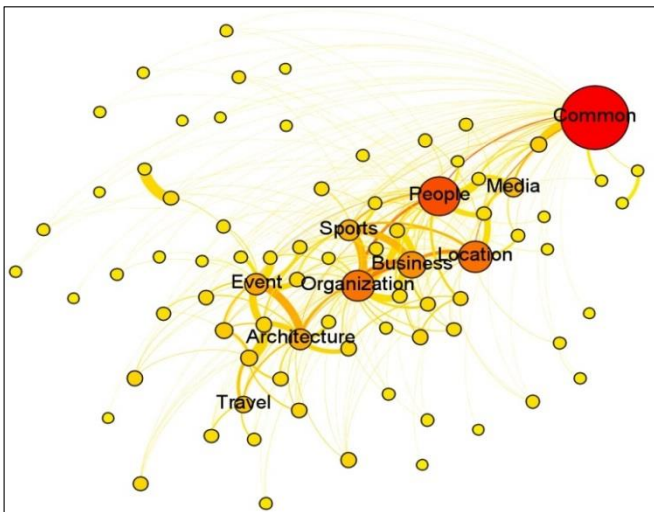 Common
People
Media
Sports
Location
Business
Event
Organization
Architecture
Travel